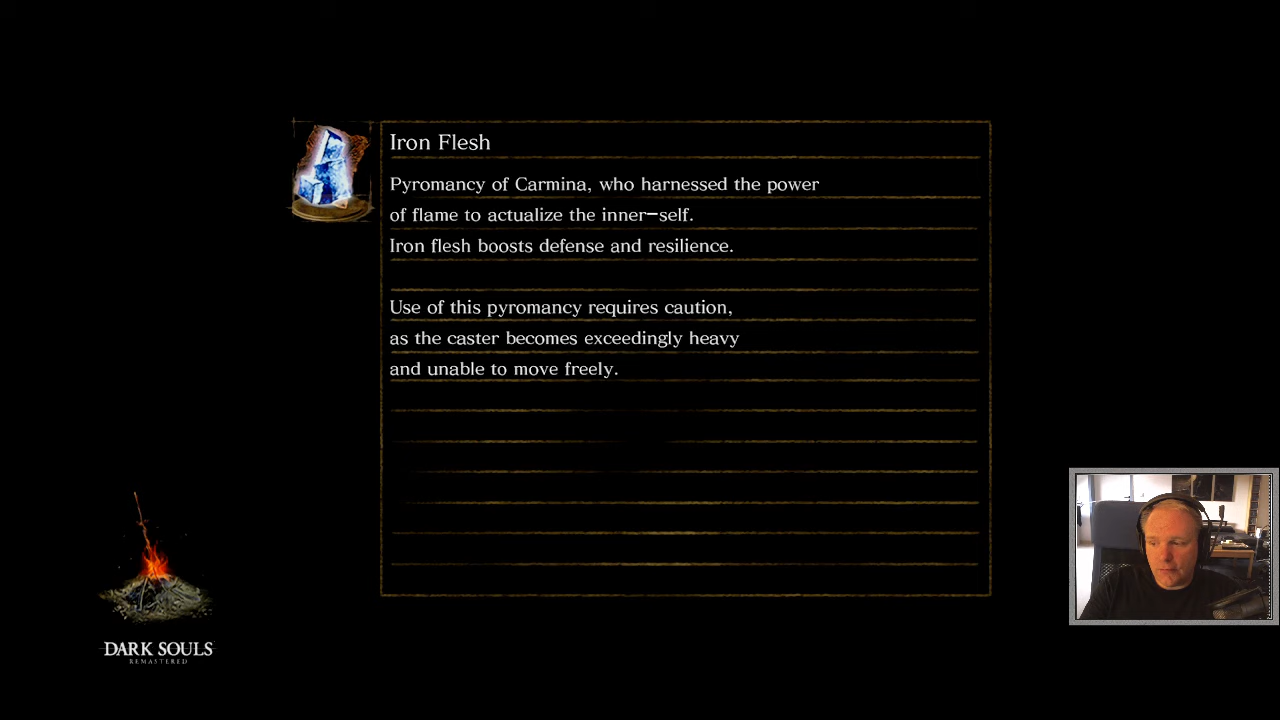 Iron Flesh
Pyromancy of Carmina, who harnessed the power
of flame to actualize the inner-self.
Iron flesh boosts defense and resilience.
Use of this pyromancy requires caution,
as the caster becomes exceedingly heavy
and unable to move freely.
DARK SOULS
REMASTERED